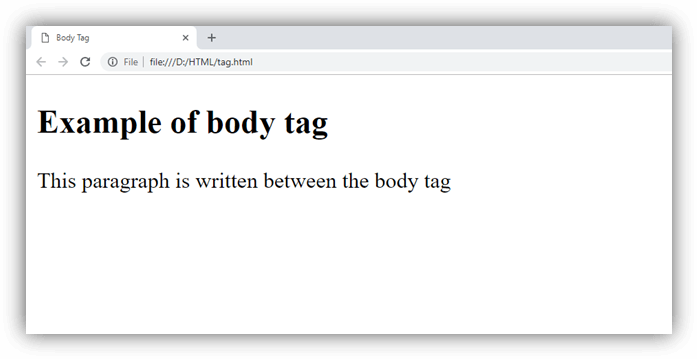 Body Tag
File | file:///D:/HTML/tag.html
Example of body tag
This paragraph is written between the body tag